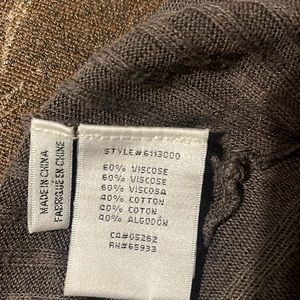 MADE IN CHINA
FABRIQUÉ EN CHINE
STYLE#6113000
60% VISCOSE
60% VISCOSE
60% VISCOSA
40% COTTON
40% COTON
40% ALGODÓN
CA#05262
RN#65933